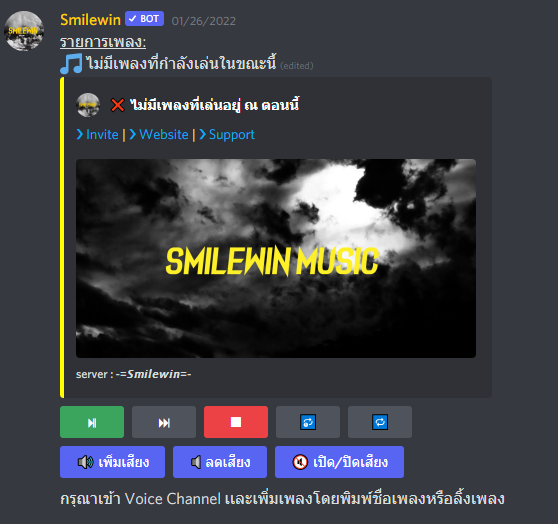 Smilewin ✓ BOT 01/26/2022
รายการเพลง:
🎵 ไม่มีเพลงที่กำลังเล่นในขณะนี้ (edited)
❌ ไม่มีเพลงที่เล่นอยู่ ณ ตอนนี้
❯ Invite | ❯ Website | ❯ Support
SMILEWIN MUSIC
server : -=Smilewin=-
🔊 เพิ่มเสียง 🔈 ลดเสียง 🔇 เปิด/ปิดเสียง
กรุณาเข้า Voice Channel และเพิ่มเพลงโดยพิมพ์ชื่อเพลงหรือลิ้งเพลง